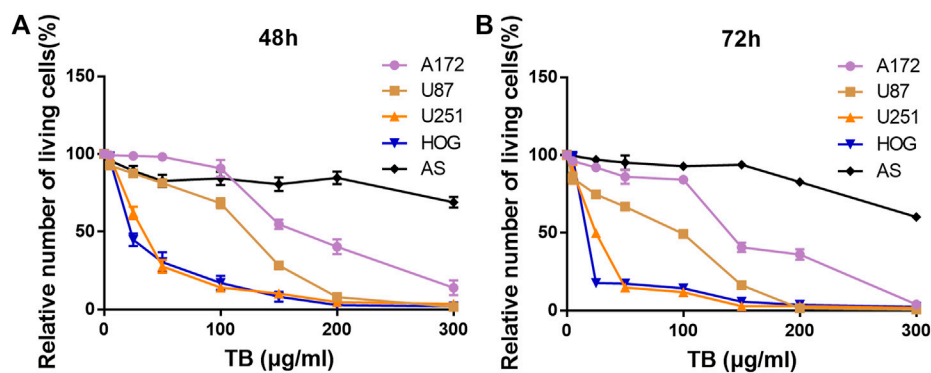 A
48h
Relative number of living cells(%)
150
100
50
0
0
100
200
300
TB (μg/ml)
A172
U87
U251
HOG
AS
B
72h
Relative number of living cells(%)
150
100
50
0
0
100
200
300
TB (μg/ml)
A172
U87
U251
HOG
AS